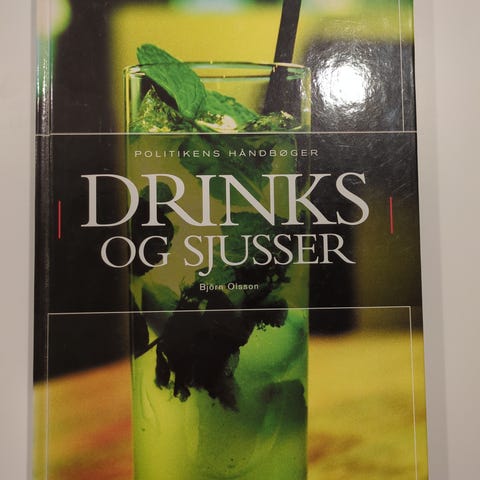 POLITIKENS HÅNDBØGER
DRINKS
OG SJUSSER
Björn Olsson